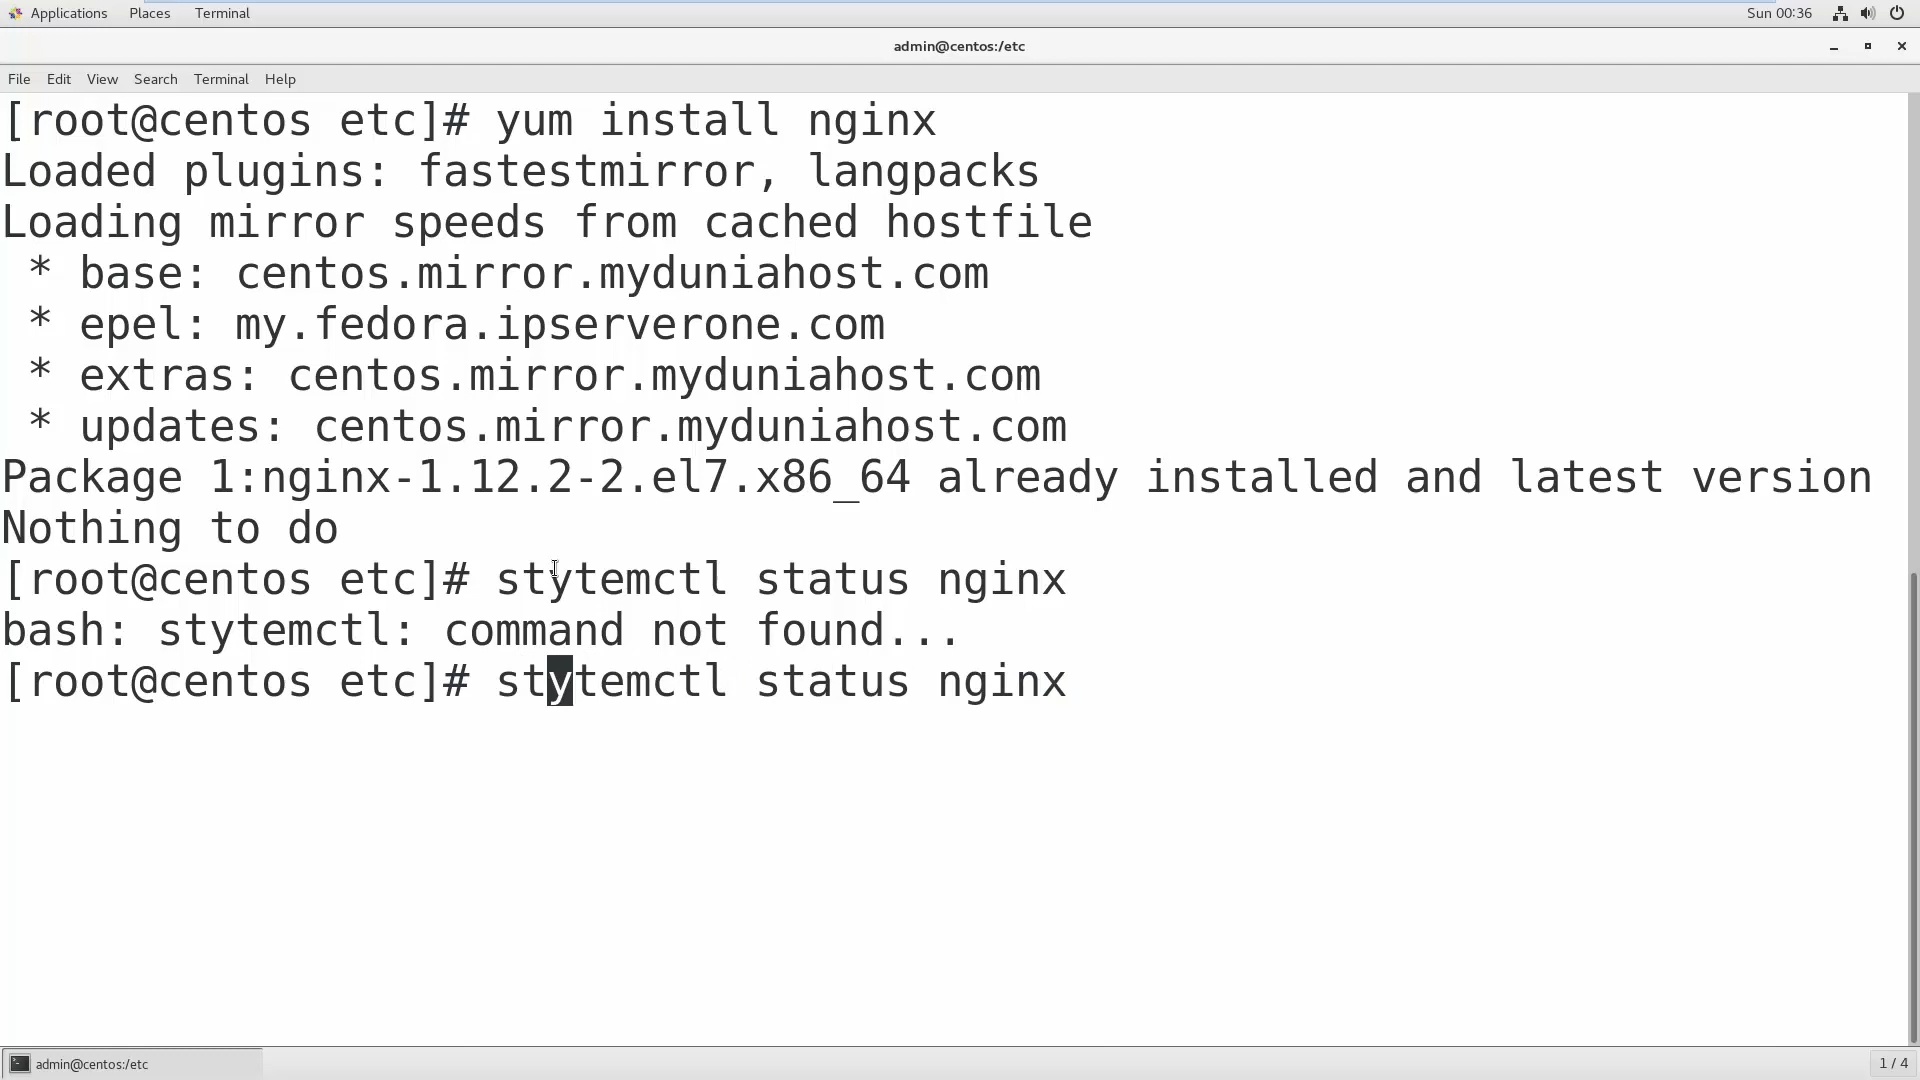 Applications Places Terminal Sun 00:36
admin@centos:/etc
File Edit View Search Terminal Help
[root@centos etc]# yum install nginx
Loaded plugins: fastestmirror, langpacks
Loading mirror speeds from cached hostfile
 * base: centos.mirror.myduniahost.com
 * epel: my.fedora.ipserverone.com
 * extras: centos.mirror.myduniahost.com
 * updates: centos.mirror.myduniahost.com
Package 1:nginx-1.12.2-2.el7.x86_64 already installed and latest version
Nothing to do
[root@centos etc]# stytemctl status nginx
bash: stytemctl: command not found...
[root@centos etc]# stytemctl status nginx
admin@centos:/etc 1 / 4